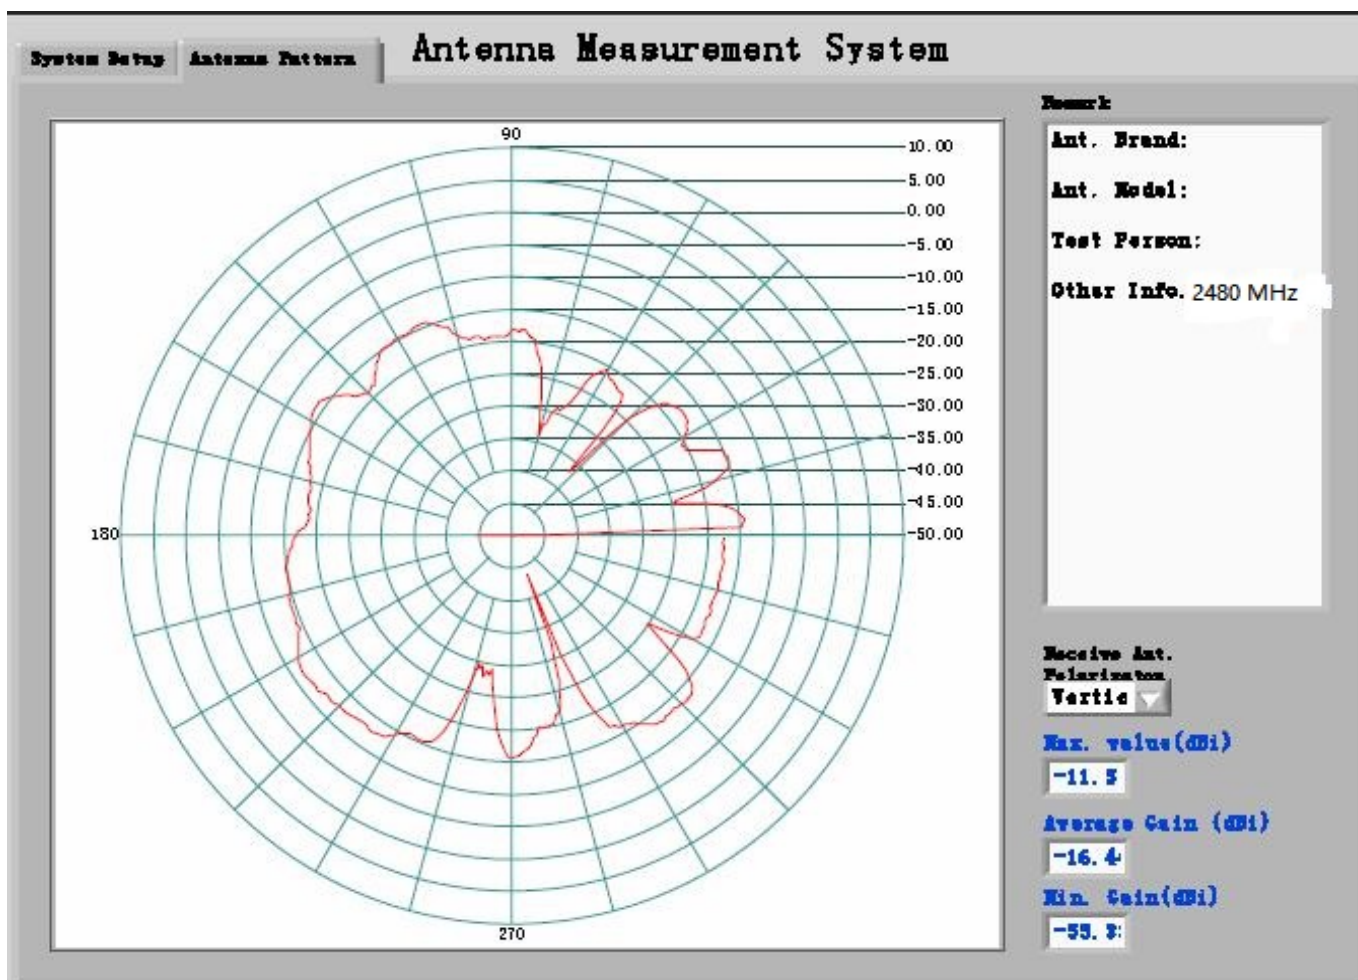 Antenna Measurement System
System Setup
Antenna Pattern
90
10.00
5.00
0.00
-5.00
-10.00
-15.00
-20.00
-25.00
-30.00
-35.00
-40.00
-45.00
-50.00
180
270
Remark
Ant. Brand:
Ant. Model:
Test Person:
Other Info. 2480 MHz
Receive Ant.
Polarizaton
Vertic
Max. value(dBi)
-11.5
Average Gain (dBi)
-16.4
Min. Gain(dBi)
-55.3